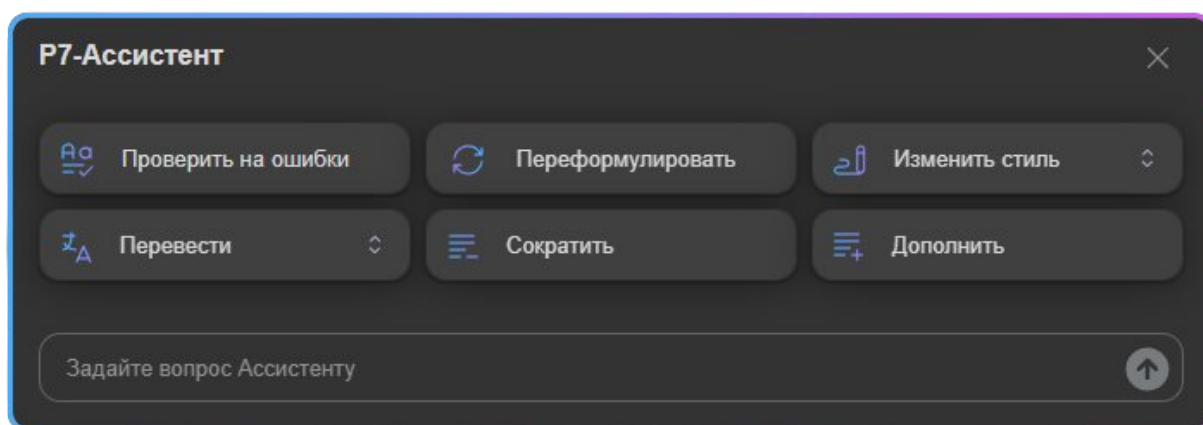 Р7-Ассистент
Проверить на ошибки
Переформулировать
Изменить стиль
Перевести
Сократить
Дополнить
Задайте вопрос Ассистенту